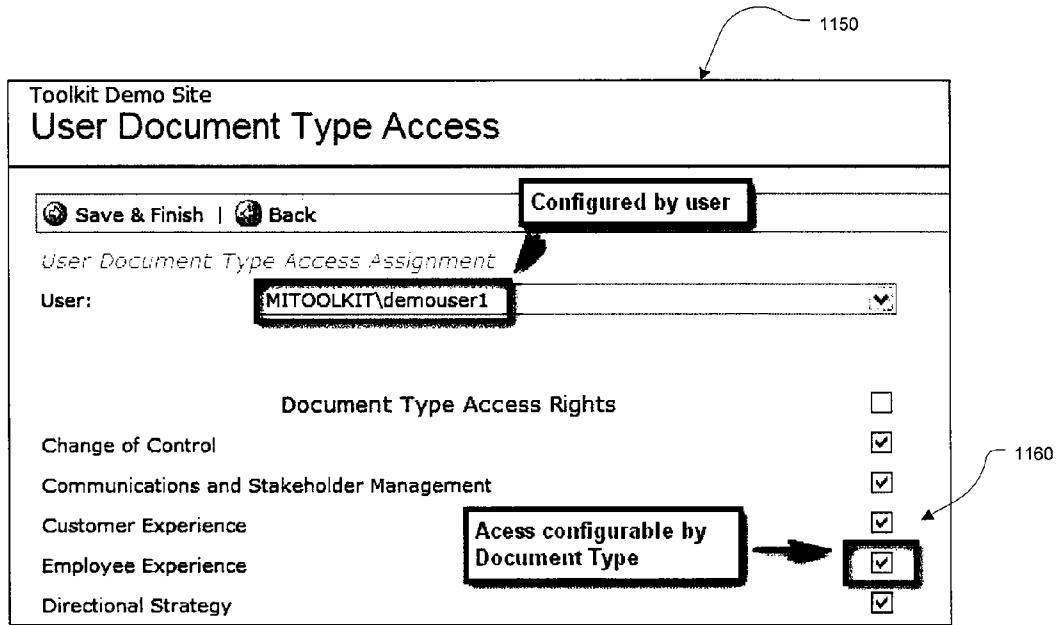 1150
Toolkit Demo Site
User Document Type Access
Save & Finish | Back
Configured by user
User Document Type Access Assignment
User: MITOOLKIT\demouser1
Document Type Access Rights
Change of Control
Communications and Stakeholder Management
Customer Experience
1160
Acess configurable by
Document Type
Employee Experience
Directional Strategy